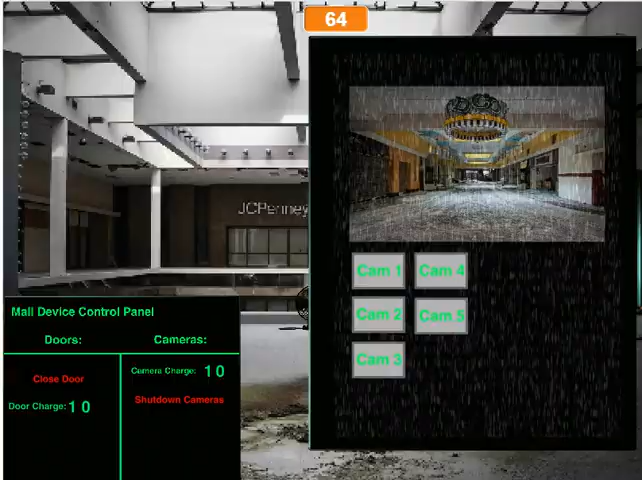 64
JCPenney
Cam 1
Cam 4
Cam 2
Cam 5
Cam 3
Mall Device Control Panel
Doors:
Cameras:
Close Door
Door Charge: 10
Camera Charge: 10
Shutdown Cameras